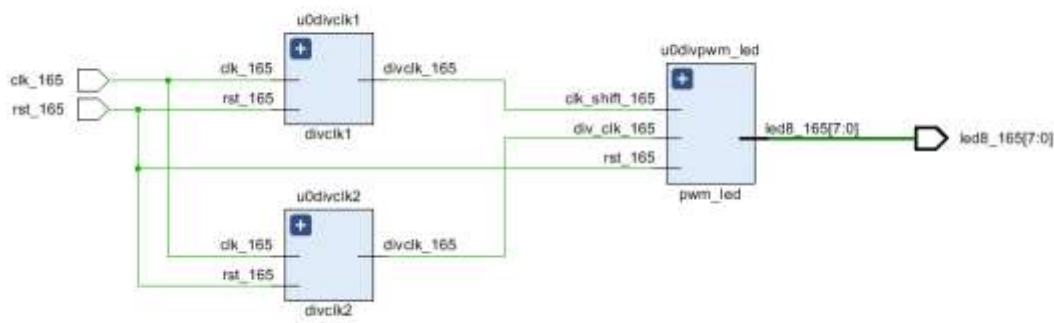 u0divclk1
clk_165
rst_165
clk_165
rst_165
divclk_165
divclk1
u0divpwm_led
clk_shift_165
div_clk_165
rst_165
led8_165[7:0]
pwm_led
led8_165[7:0]
u0divclk2
clk_165
rst_165
divclk_165
divclk2